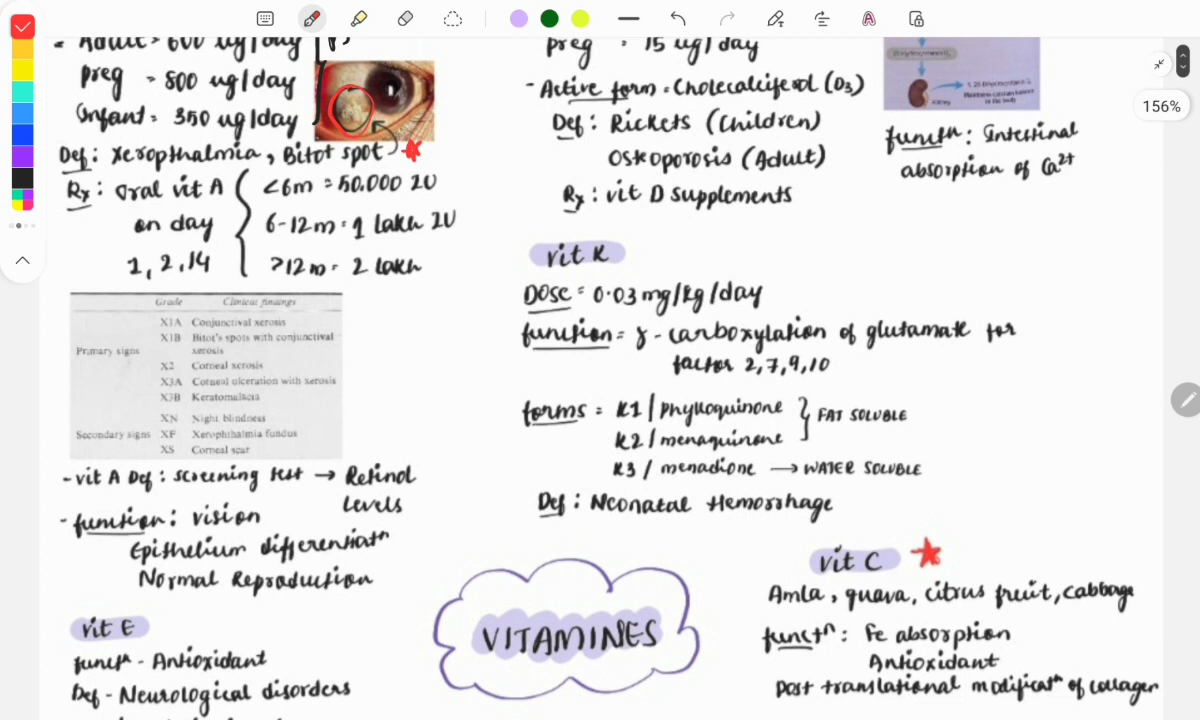 - Adult = 600 ug/day
preg = 800 ug/day
Infant = 350 ug/day
Def: Xeropthalmia, Bitot spot
Rx: Oral vit A
on day
1, 2, 14
<6m = 50.000 IU
6-12m = 1 Lakh IU
>12m = 2 Lakh
Grade Clinical findings
Primary signs
X1A Conjunctival xerosis
X1B Bitot's spots with conjunctival
xerosis
X2 Corneal xerosis
X3A Corneal ulceration with xerosis
X3B Keratomalacia
Secondary signs
XN Night blindness
XF Xerophthalmia fundus
XS Corneal scar
- vit A Def: screening test → Retinol
Levels
- function: vision
Epithelium differentiatn
Normal Reproduction
vit E
functn - Antioxidant
Def - Neurological disorders
preg = 15 ug/day
- Active form = Cholecalciferol (D3)
Def: Rickets (Children)
Osteoporosis (Adult)
Rx: vit D supplements
Kidney
functn: Intestinal
absorption of Ca2+
vit K
Dose = 0.03 mg/kg/day
function = γ - carboxylation of glutamate for
factor 2,7,9,10
forms = K1 / phylloquinone
K2 / menaquinone
} FAT SOLUBLE
K3 / menadione → WATER SOLUBLE
Def: Neonatal Hemorrhage
VITAMINES
vit C
Amla, guava, citrus fruit, cabbage
functn: Fe absorption
Antioxidant
Post translational modificatn of collagen
156%